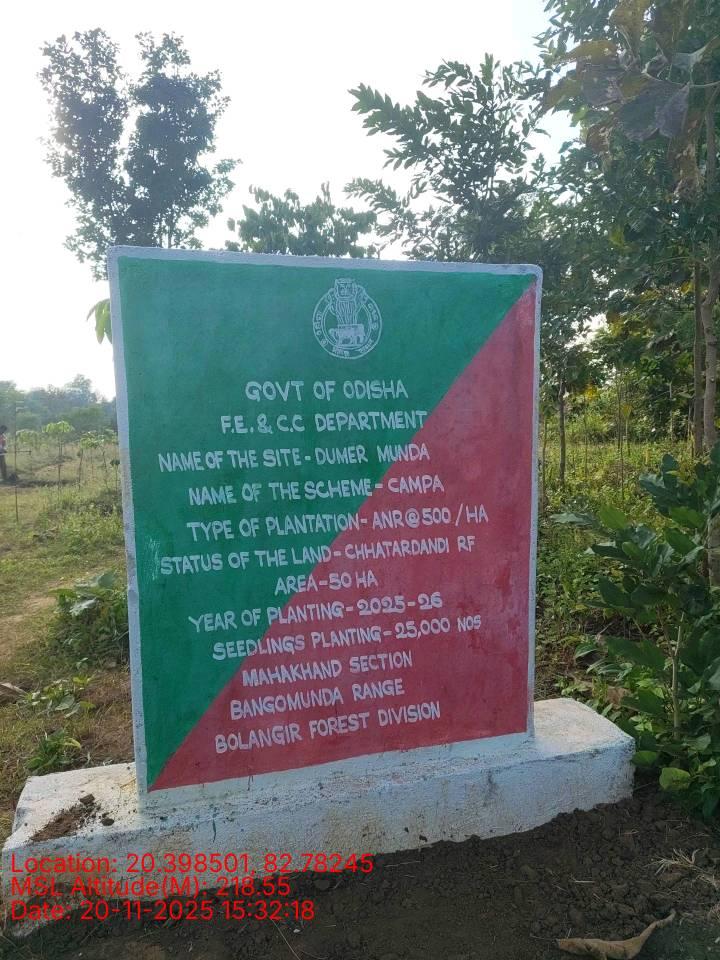 GOVT OF ODISHA
F.E. & C.C DEPARTMENT
NAME OF THE SITE - DUMER MUNDA
NAME OF THE SCHEME - CAMPA
TYPE OF PLANTATION - ANR @ 500 / HA
STATUS OF THE LAND - CHHATARDANDI RF
AREA - 50 HA
YEAR OF PLANTING - 2025-26
SEEDLINGS PLANTING - 25,000 NOS
MAHAKHAND SECTION
BANGOMUNDA RANGE
BOLANGIR FOREST DIVISION
Location: 20.398501, 82.78245
MSL Altitude(M): 218.55
Date: 20-11-2025 15:32:18